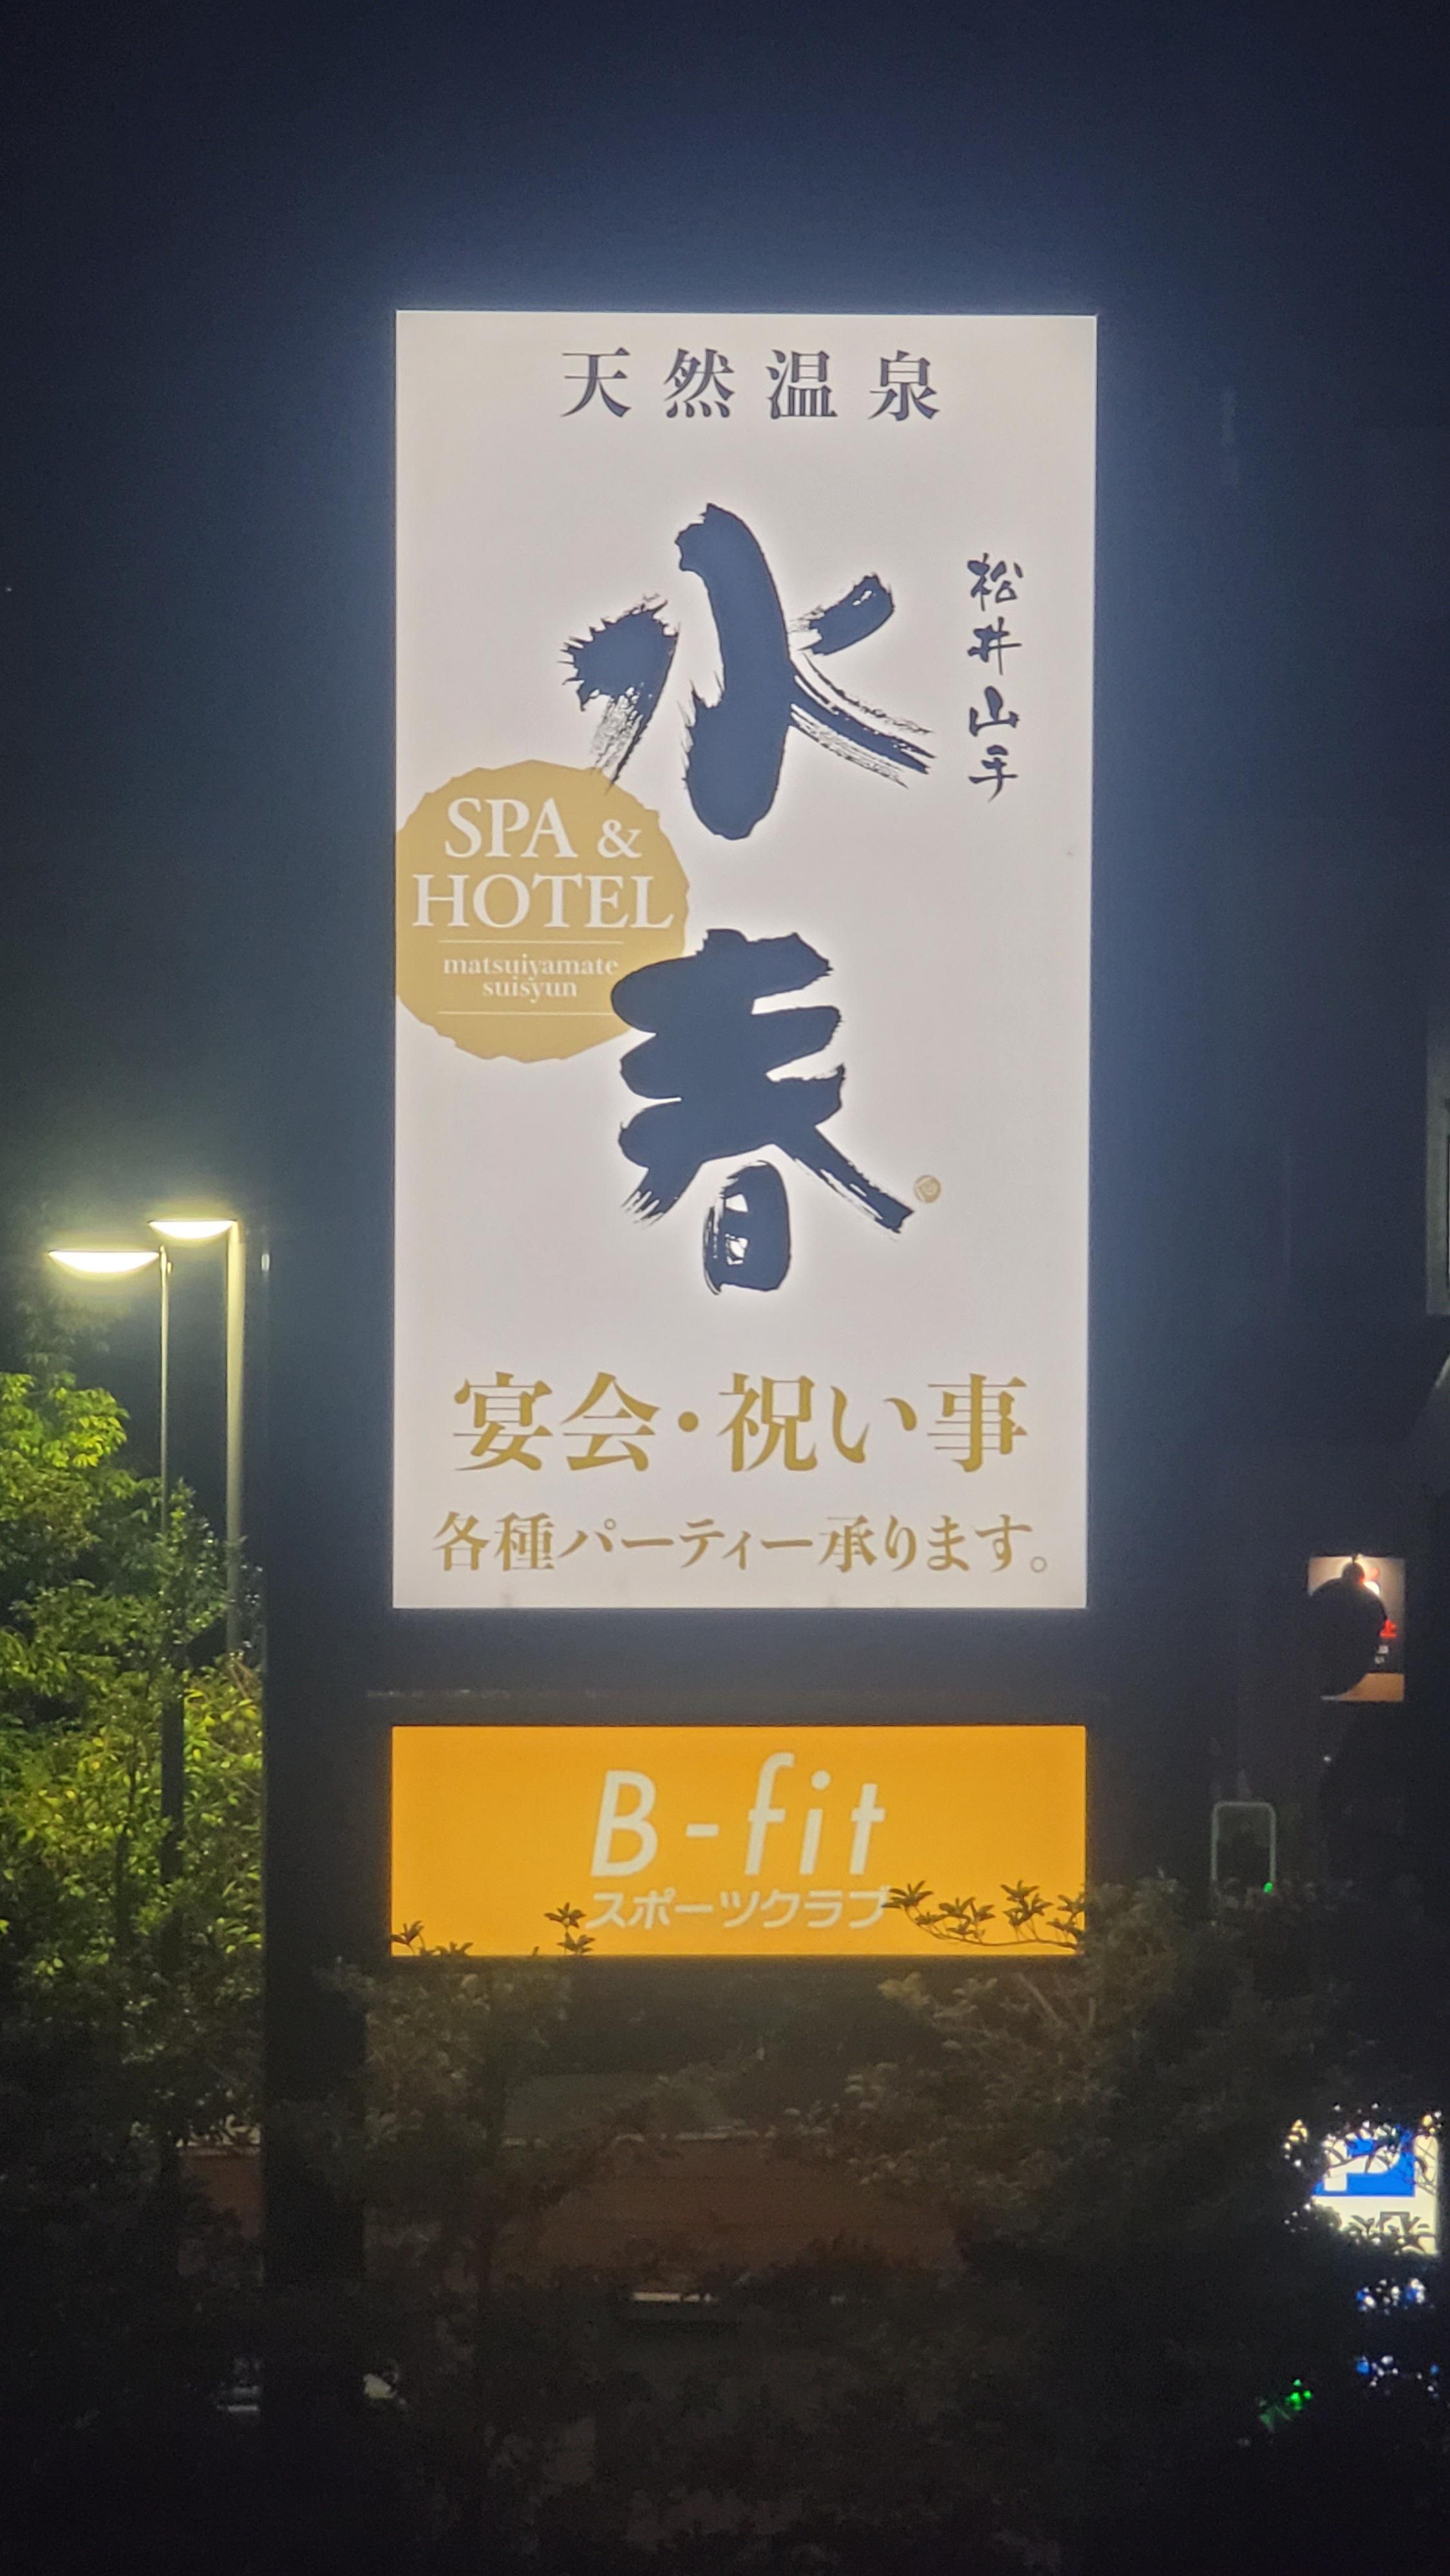 天然温泉
水春
松井山手
SPA &
HOTEL
matsuiyamate
suisyun
宴会・祝い事
各種パーティー承ります。
B-fit
スポーツクラブ